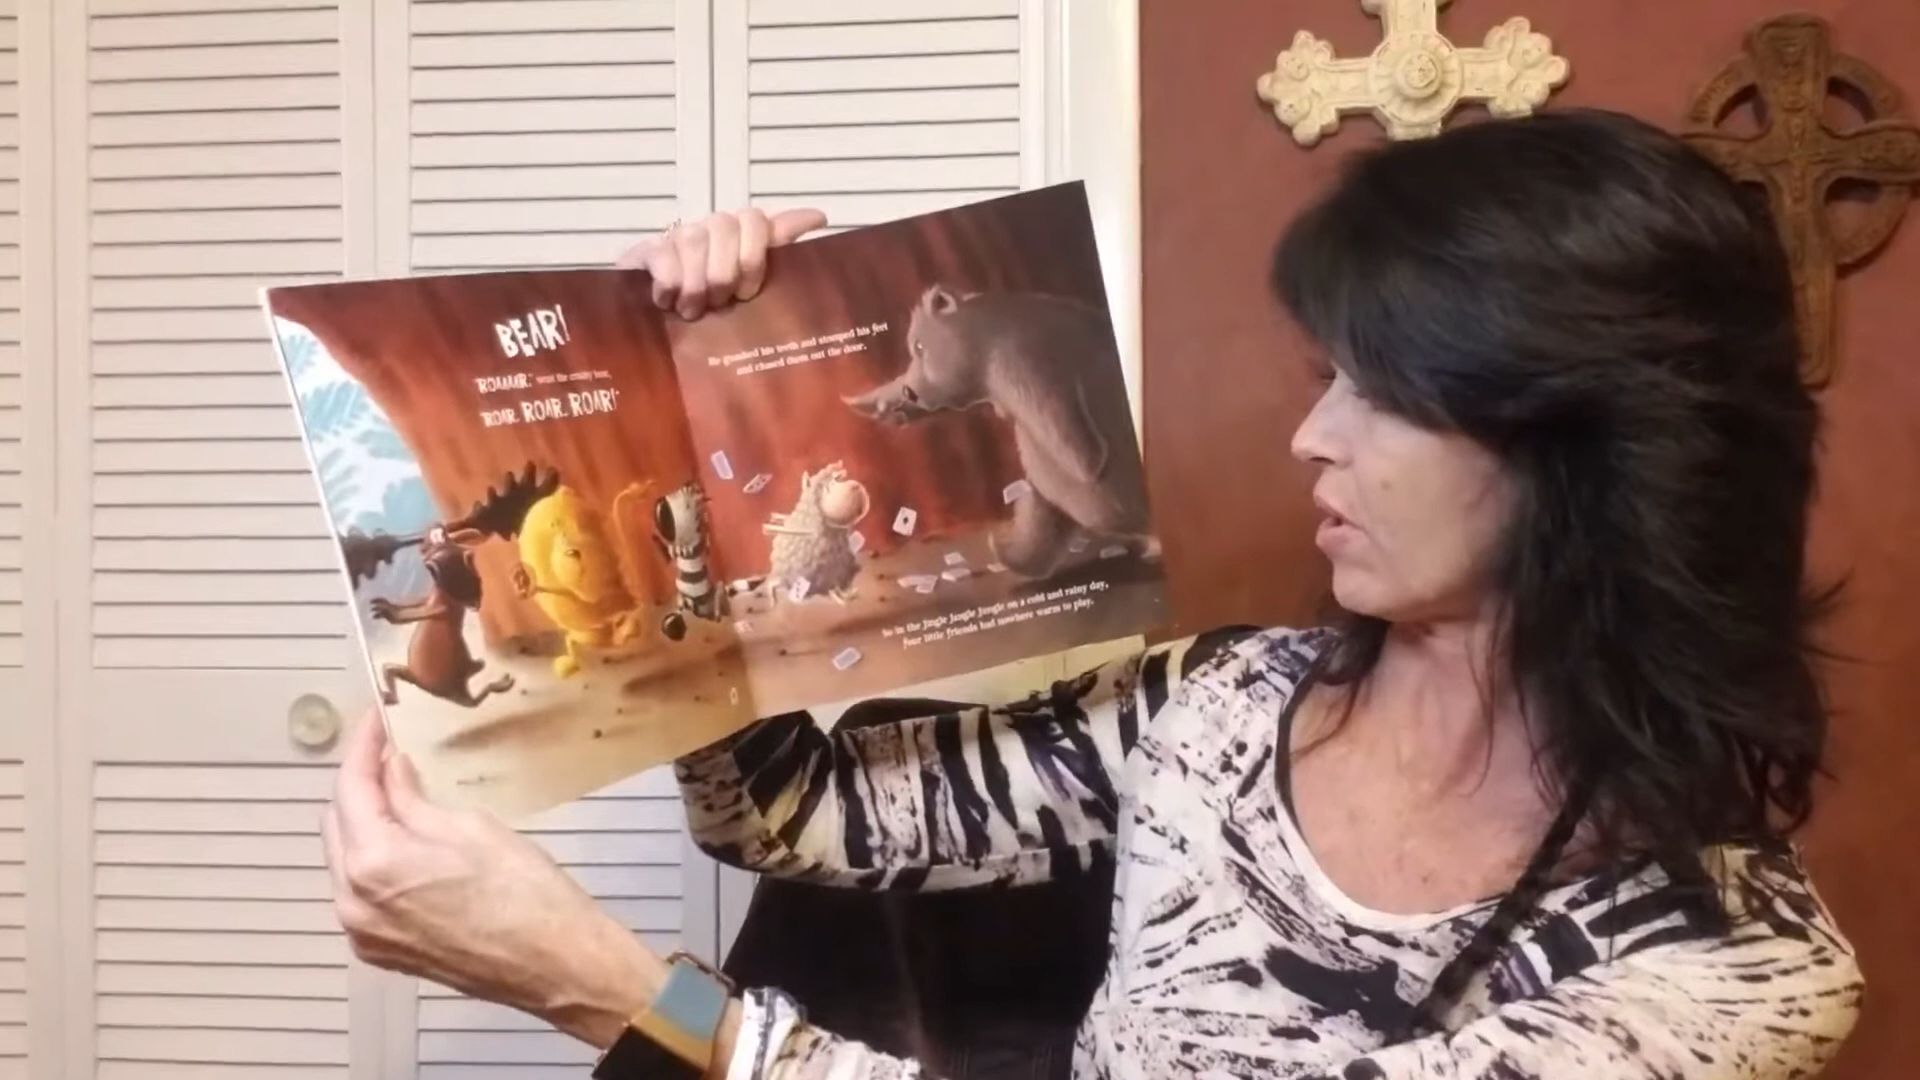 BEAR!
"ROAAAR," went the cranky bear,
"ROAR, ROAR, ROAR!"
He gnashed his teeth and stomped his feet
and chased them out the door.
So in the Jingle Jangle Jungle on a cold and rainy day,
four little friends had nowhere warm to play.